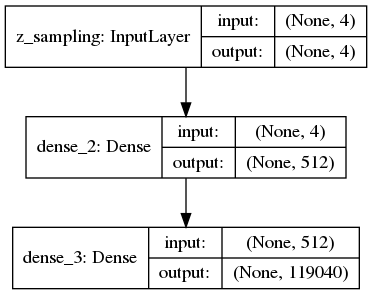 z_sampling: InputLayer
input: (None, 4)
output: (None, 4)
dense_2: Dense
input: (None, 4)
output: (None, 512)
dense_3: Dense
input: (None, 512)
output: (None, 119040)